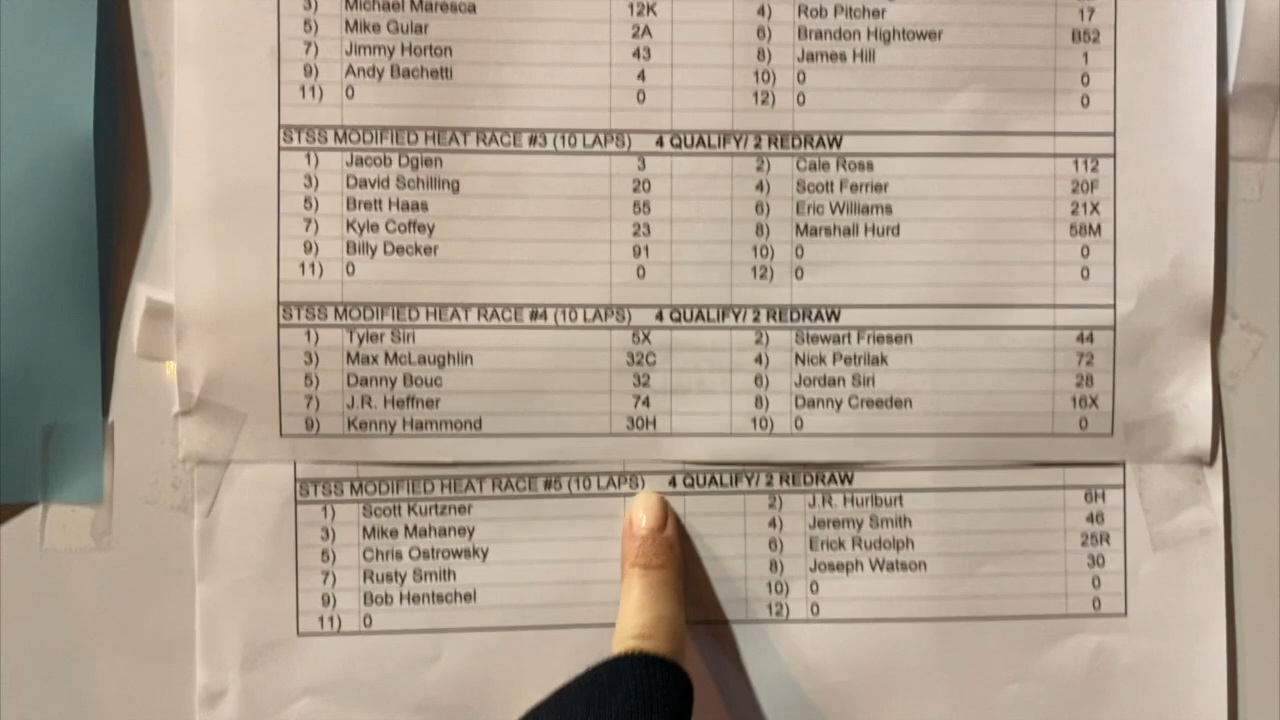 3) Michael Maresca 12K 4) Rob Pitcher 17
5) Mike Gular 2A 6) Brandon Hightower B52
7) Jimmy Horton 43 8) James Hill 1
9) Andy Bachetti 4 10) 0 0
11) 0 0 12) 0 0
STSS MODIFIED HEAT RACE #3 (10 LAPS) 4 QUALIFY/ 2 REDRAW
1) Jacob Dgien 3 2) Cale Ross 112
3) David Schilling 20 4) Scott Ferrier 20F
5) Brett Haas 55 6) Eric Williams 21X
7) Kyle Coffey 23 8) Marshall Hurd 58M
9) Billy Decker 91 10) 0 0
11) 0 0 12) 0 0
STSS MODIFIED HEAT RACE #4 (10 LAPS) 4 QUALIFY/ 2 REDRAW
1) Tyler Siri 5X 2) Stewart Friesen 44
3) Max McLaughlin 32C 4) Nick Petrilak 72
5) Danny Bouc 32 6) Jordan Siri 28
7) J.R. Heffner 74 8) Danny Creeden 16X
9) Kenny Hammond 30H 10) 0 0
STSS MODIFIED HEAT RACE #5 (10 LAPS) 4 QUALIFY/ 2 REDRAW
1) Scott Kurtzner 2) J.R. Hurlburt 6H
3) Mike Mahaney 4) Jeremy Smith 46
5) Chris Ostrowsky 6) Erick Rudolph 25R
7) Rusty Smith 8) Joseph Watson 30
9) Bob Hentschel 10) 0 0
11) 0 12) 0 0